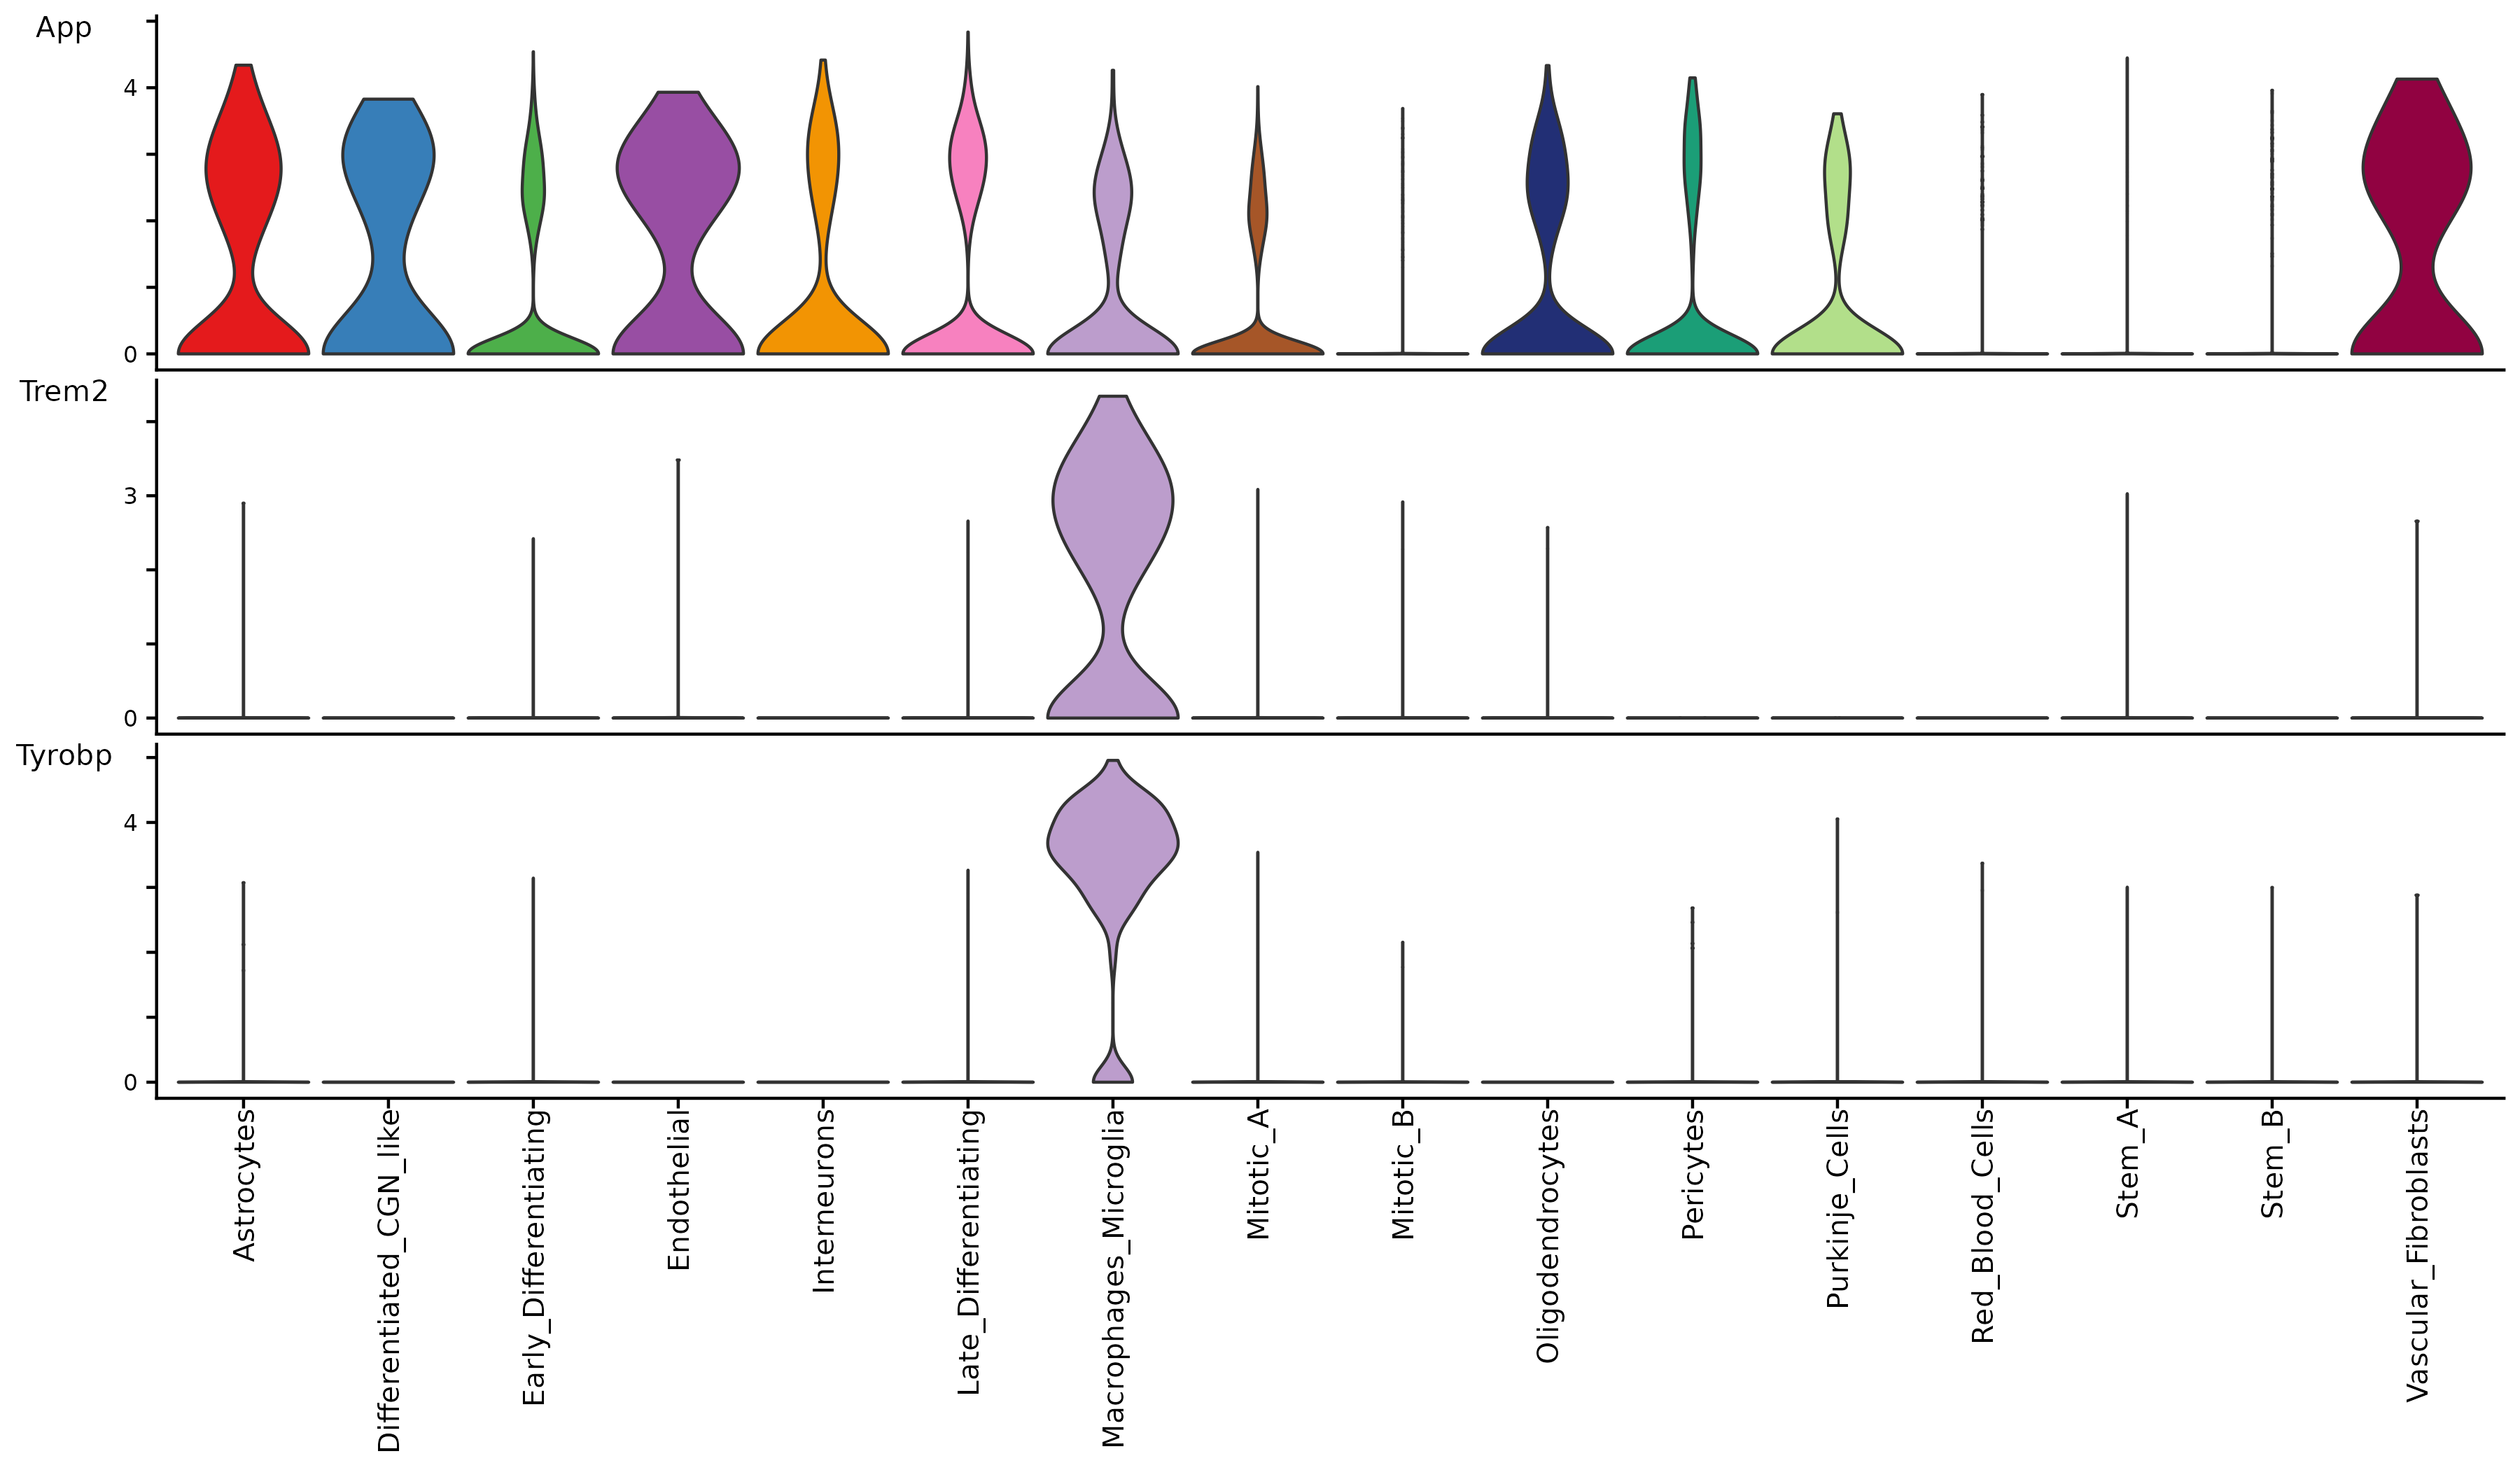 App
4
0
Trem2
3
0
Tyrobp
4
0
Astrocytes
Differentiated_CGN_like
Early_Differentiating
Endothelial
Interneurons
Late_Differentiating
Macrophages_Microglia
Mitotic_A
Mitotic_B
Oligodendrocytes
Pericytes
Purkinje_Cells
Red_Blood_Cells
Stem_A
Stem_B
Vascular_Fibroblasts